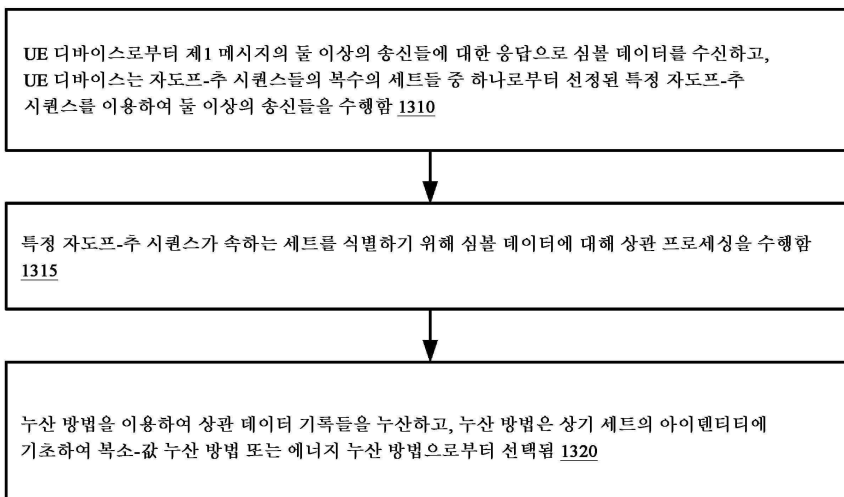 UE 디바이스로부터 제1 메시지의 둘 이상의 송신들에 대한 응답으로 심볼 데이터를 수신하고,
UE 디바이스는 자도프-추 시퀀스들의 복수의 세트들 중 하나로부터 선정된 특정 자도프-추
시퀀스를 이용하여 둘 이상의 송신들을 수행함 1310
특정 자도프-추 시퀀스가 속하는 세트를 식별하기 위해 심볼 데이터에 대해 상관 프로세싱을 수행함
1315
누산 방법을 이용하여 상관 데이터 기록들을 누산하고, 누산 방법은 상기 세트의 아이덴티티에
기초하여 복소-값 누산 방법 또는 에너지 누산 방법으로부터 선택됨 1320